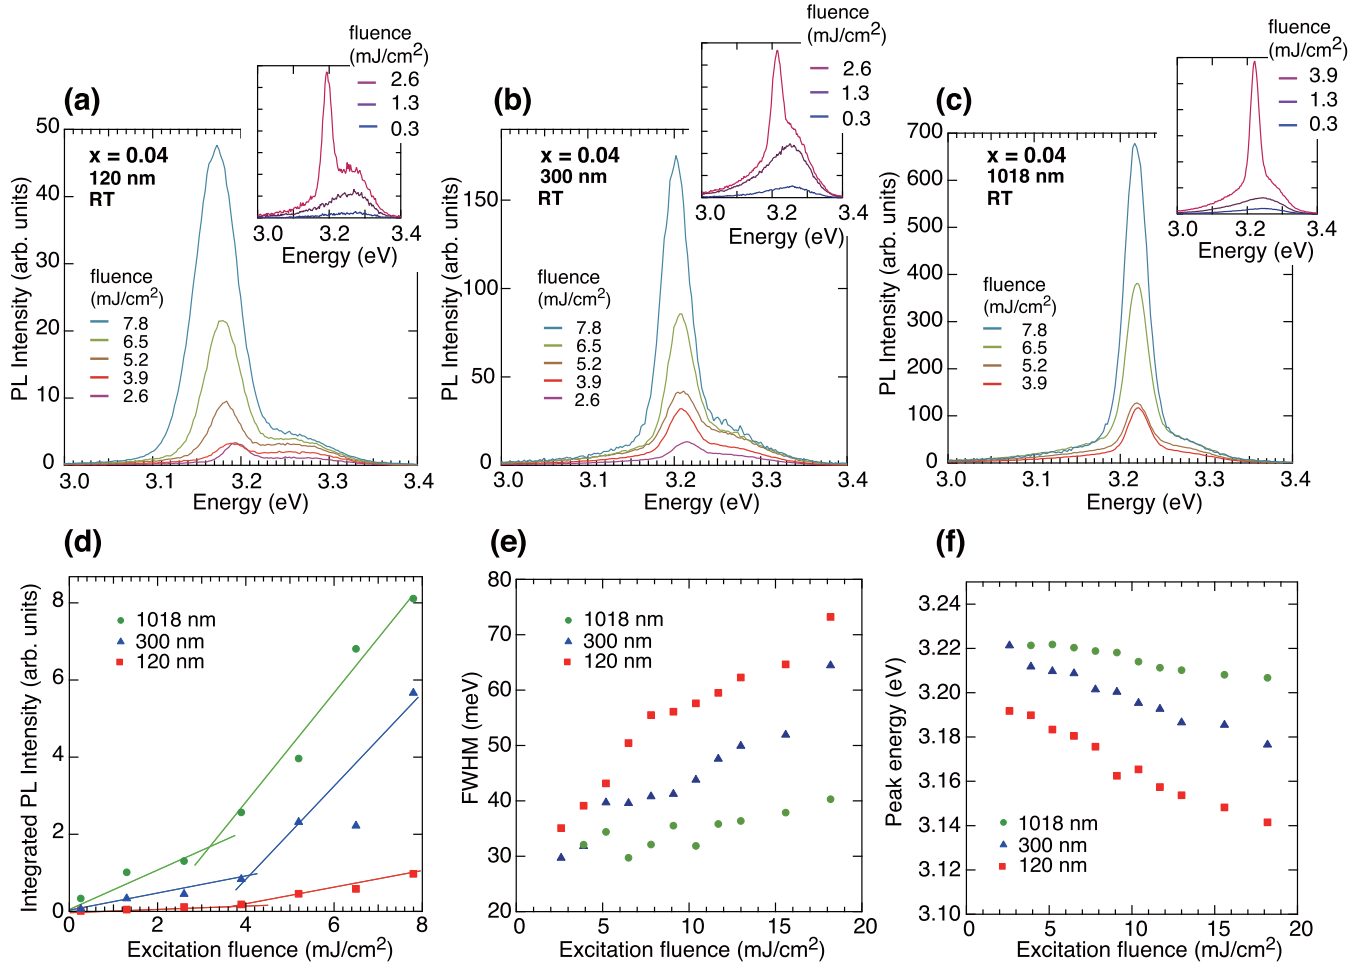 (a)
fluence
(mJ/cm2)
2.6
1.3
0.3
3.0
3.2
3.4
Energy (eV)
x = 0.04
120 nm
RT
50
40
30
20
10
0
PL Intensity (arb. units)
fluence
(mJ/cm2)
7.8
6.5
5.2
3.9
2.6
3.0
3.1
3.2
3.3
3.4
Energy (eV)
(b)
fluence
(mJ/cm2)
2.6
1.3
0.3
3.0
3.2
3.4
Energy (eV)
x = 0.04
300 nm
RT
150
100
50
0
PL Intensity (arb. units)
fluence
(mJ/cm2)
7.8
6.5
5.2
3.9
2.6
3.0
3.1
3.2
3.3
3.4
Energy (eV)
(c)
fluence
(mJ/cm2)
3.9
1.3
0.3
3.0
3.2
3.4
Energy (eV)
x = 0.04
1018 nm
RT
700
600
500
400
300
200
100
0
PL Intensity (arb. units)
fluence
(mJ/cm2)
7.8
6.5
5.2
3.9
3.0
3.1
3.2
3.3
3.4
Energy (eV)
(d)
1018 nm
300 nm
120 nm
8
6
4
2
0
Integrated PL Intensity (arb. units)
0
2
4
6
8
Excitation fluence (mJ/cm2)
(e)
1018 nm
300 nm
120 nm
80
70
60
50
40
30
20
FWHM (meV)
0
5
10
15
20
Excitation fluence (mJ/cm2)
(f)
3.24
3.22
3.20
3.18
3.16
3.14
3.12
3.10
Peak energy (eV)
1018 nm
300 nm
120 nm
0
5
10
15
20
Excitation fluence (mJ/cm2)